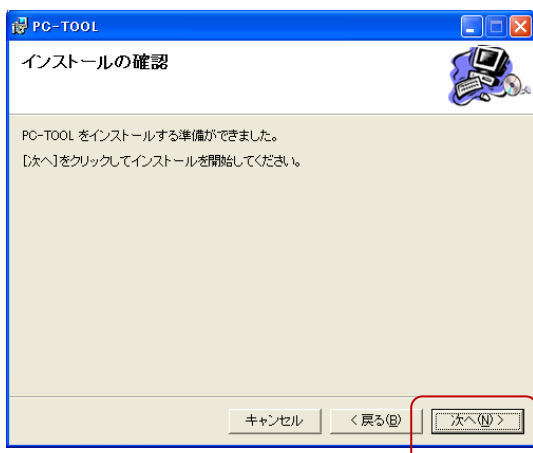 PC-TOOL
インストールの確認
PC-TOOL をインストールする準備ができました。
[次へ]をクリックしてインストールを開始してください。
キャンセル
< 戻る(B)
次へ(N) >